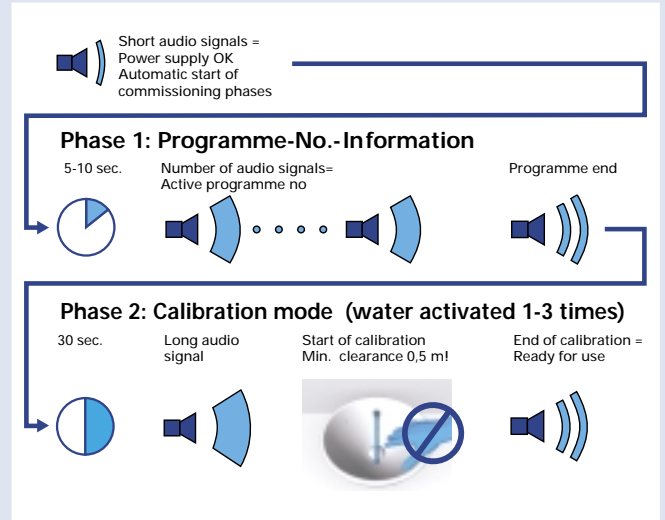 Short audio signals =
Power supply OK
Automatic start of
commissioning phases
Phase 1: Programme-No.-Information
5-10 sec.
Number of audio signals=
Active programme no
Programme end
Phase 2: Calibration mode (water activated 1-3 times)
30 sec.
Long audio
signal
Start of calibration
Min. clearance 0,5 m!
End of calibration =
Ready for use